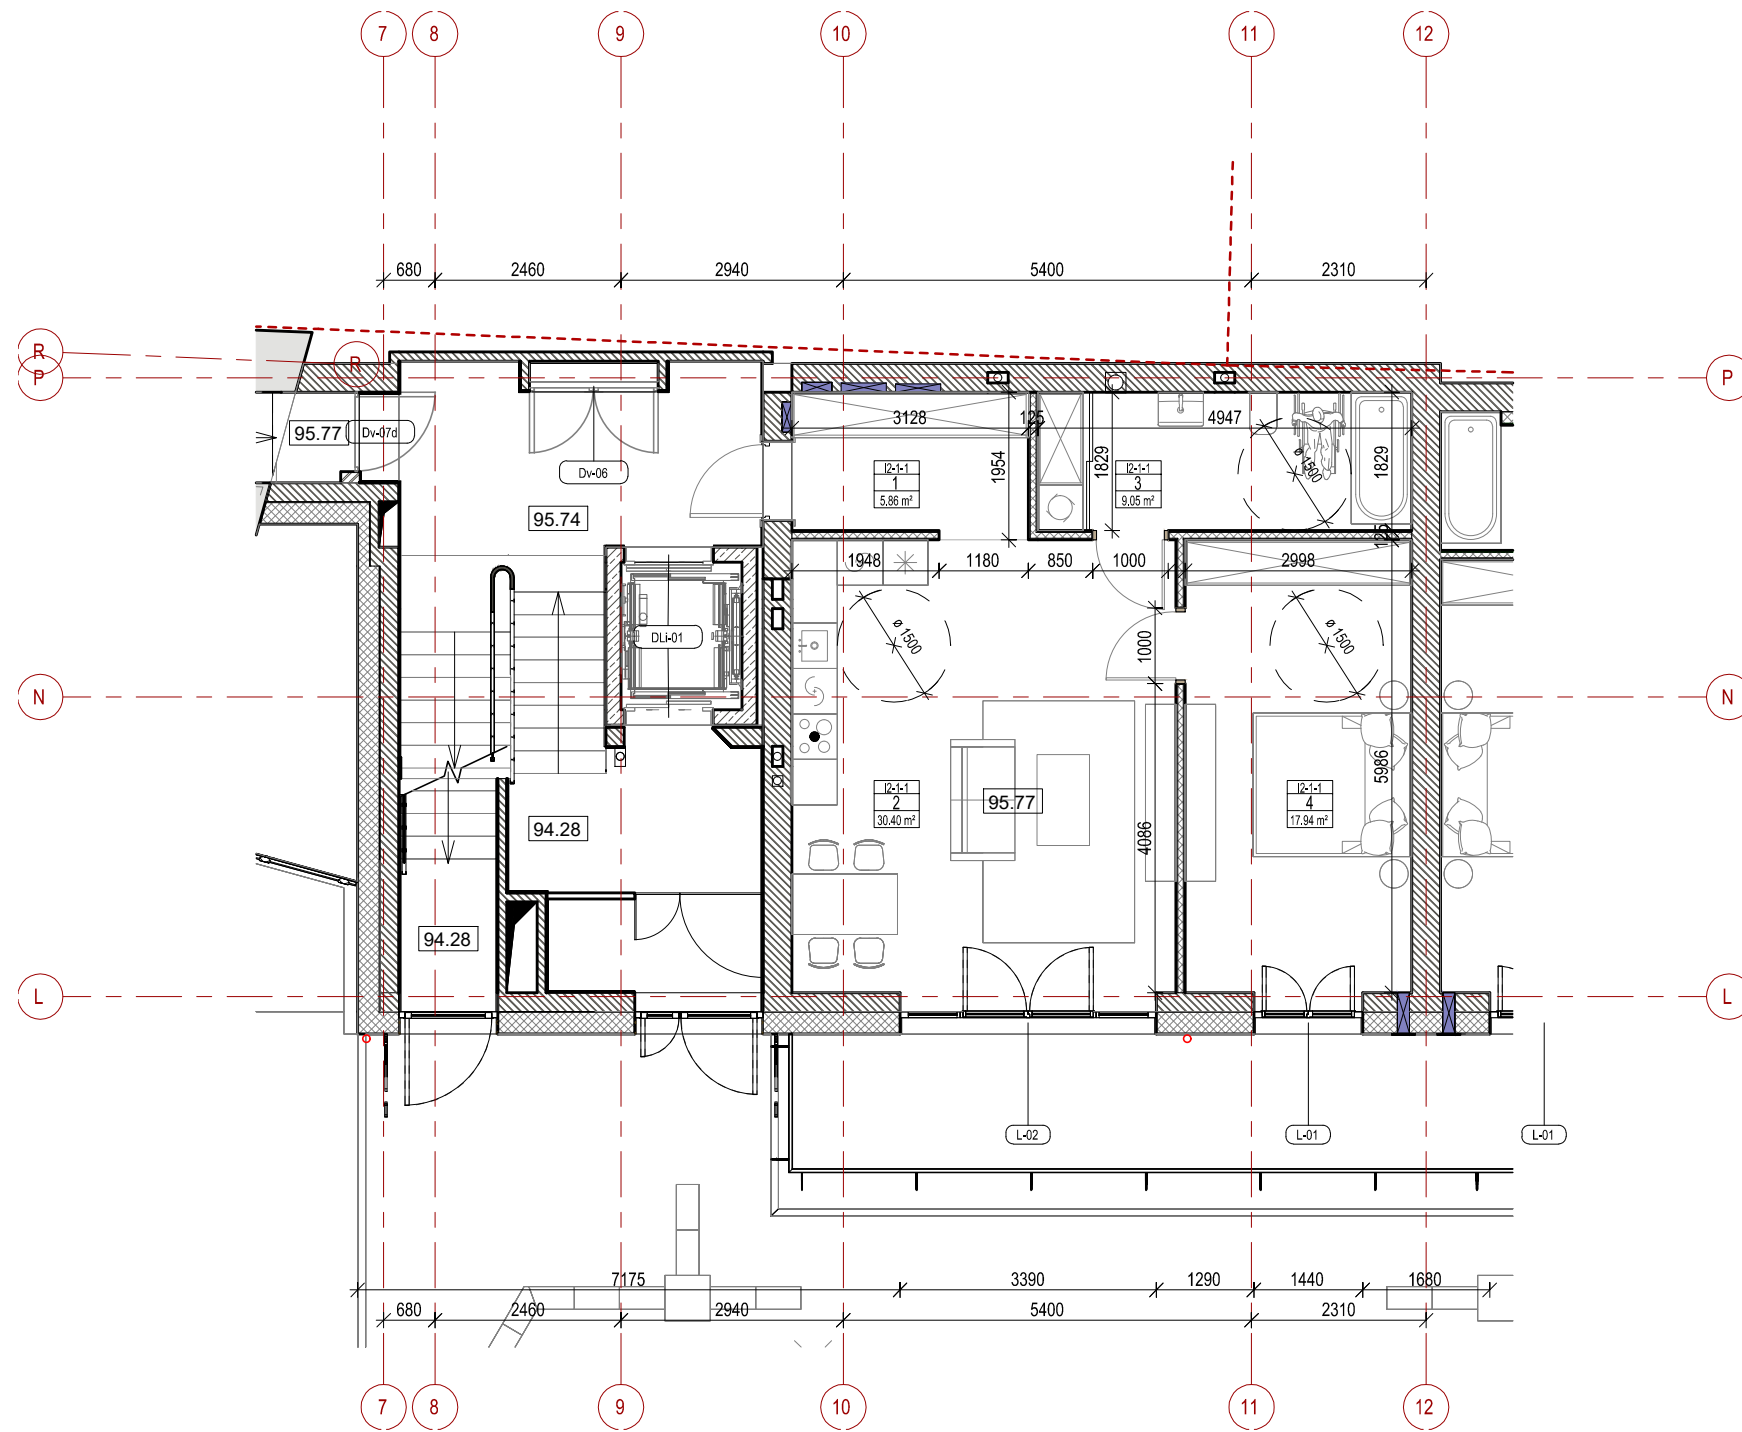 7 8 9 10 11 12
680 2460 2940 5400 2310
R
R
P
P
95.77
Dv-07d
Dv-06
3128
125
4947
1954
1829
ø 1500
1829
I2-1-1
1
5.86 m²
I2-1-1
3
9.05 m²
95.74
125
1948 1180 850 1000 2998
DLi-01
ø 1500
1000
ø 1500
N
N
5986
I2-1-1
2
30.40 m²
95.77
I2-1-1
4
17.94 m²
94.28
4086
94.28
L
L
L-02
L-01
L-01
7175 3390 1290 1440 1680
680 2460 2940 5400 2310
7 8 9 10 11 12